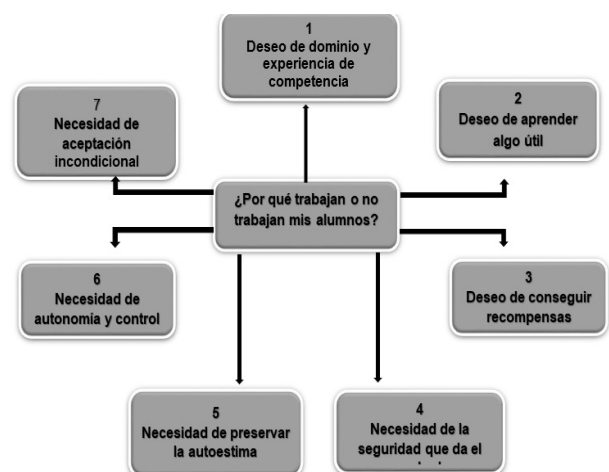 1
Deseo de dominio y
experiencia de
competencia
2
Deseo de aprender
algo útil
7
Necesidad de
aceptación
incondicional
¿Por qué trabajan o no
trabajan mis alumnos?
6
Necesidad de
autonomía y control
3
Deseo de conseguir
recompensas
5
Necesidad de preservar
la autoestima
4
Necesidad de la
seguridad que da el